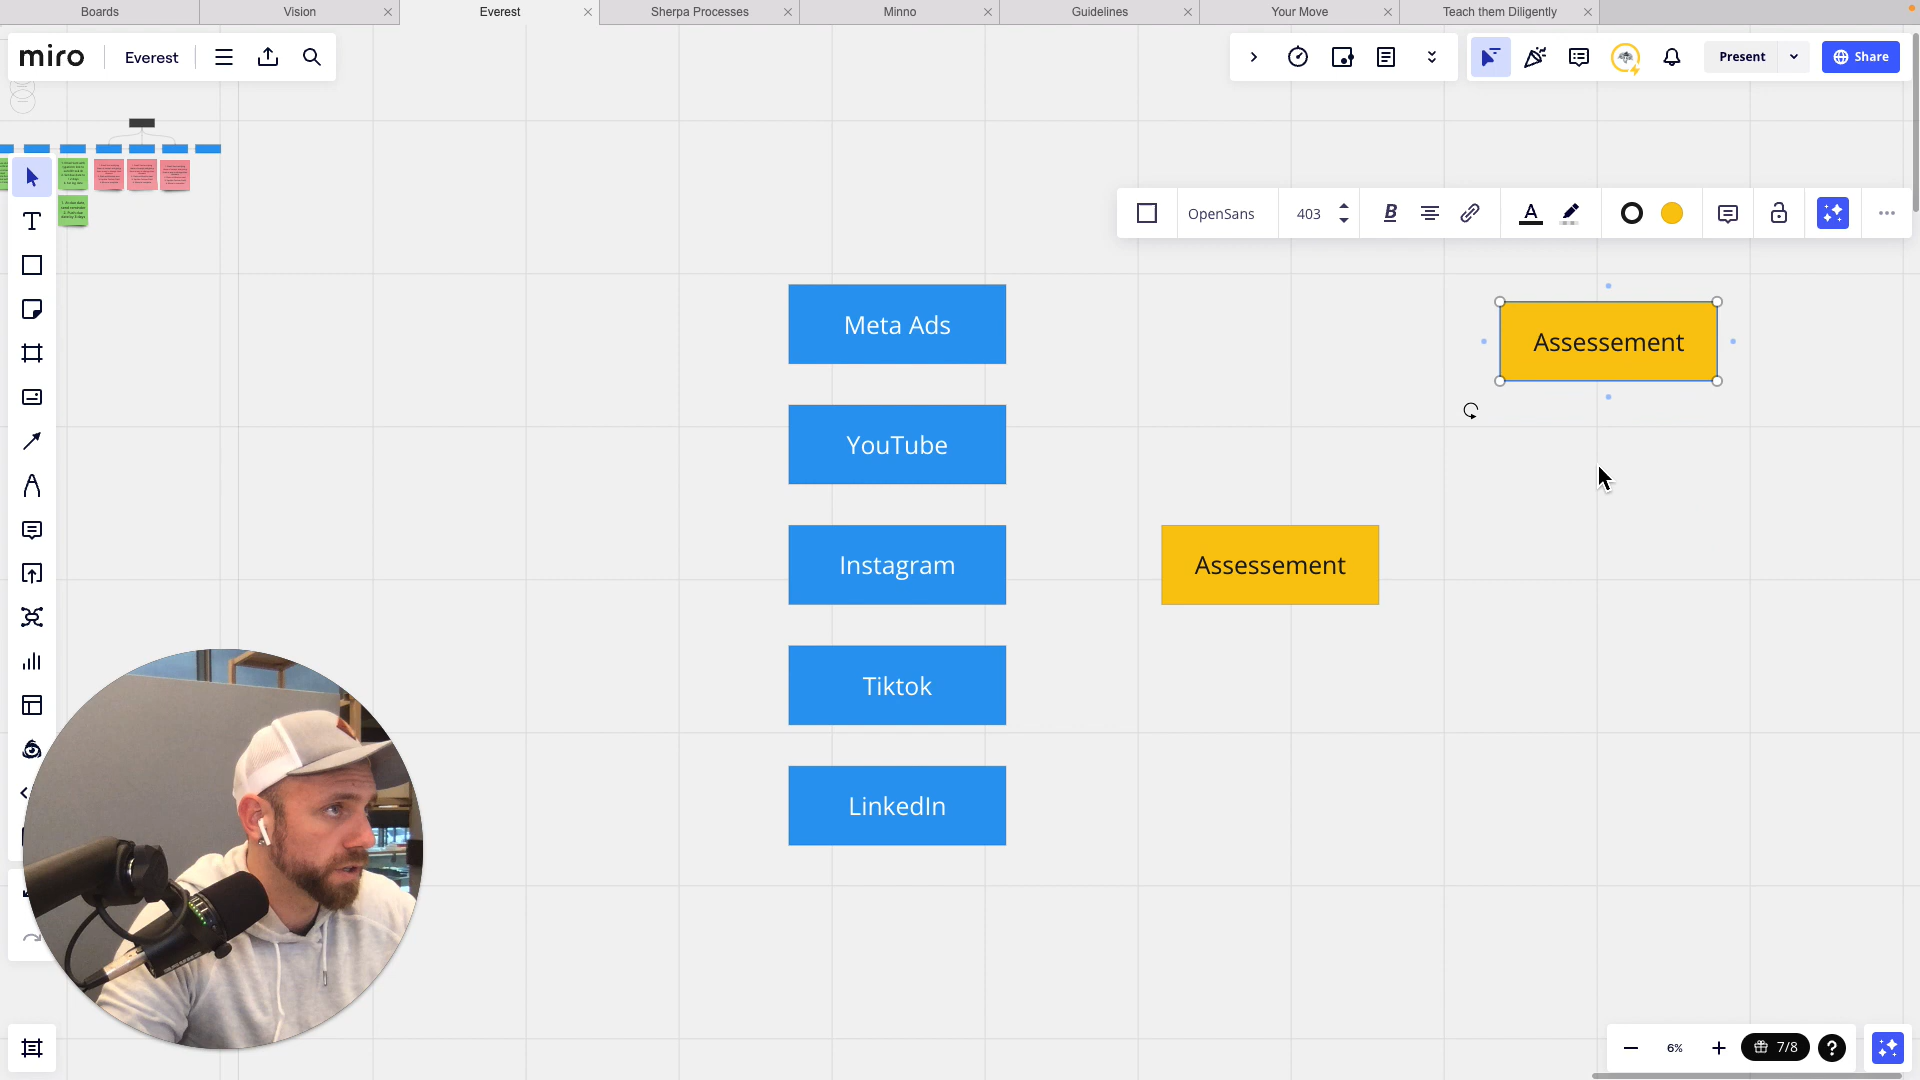 Boards
Vision
Everest
Sherpa Processes
Minno
Guidelines
Your Move
Teach them Diligently
miro
Everest
Present
Share
OpenSans
403
B
A
Meta Ads
Assessement
YouTube
Instagram
Assessement
Tiktok
LinkedIn
6%
7/8
?